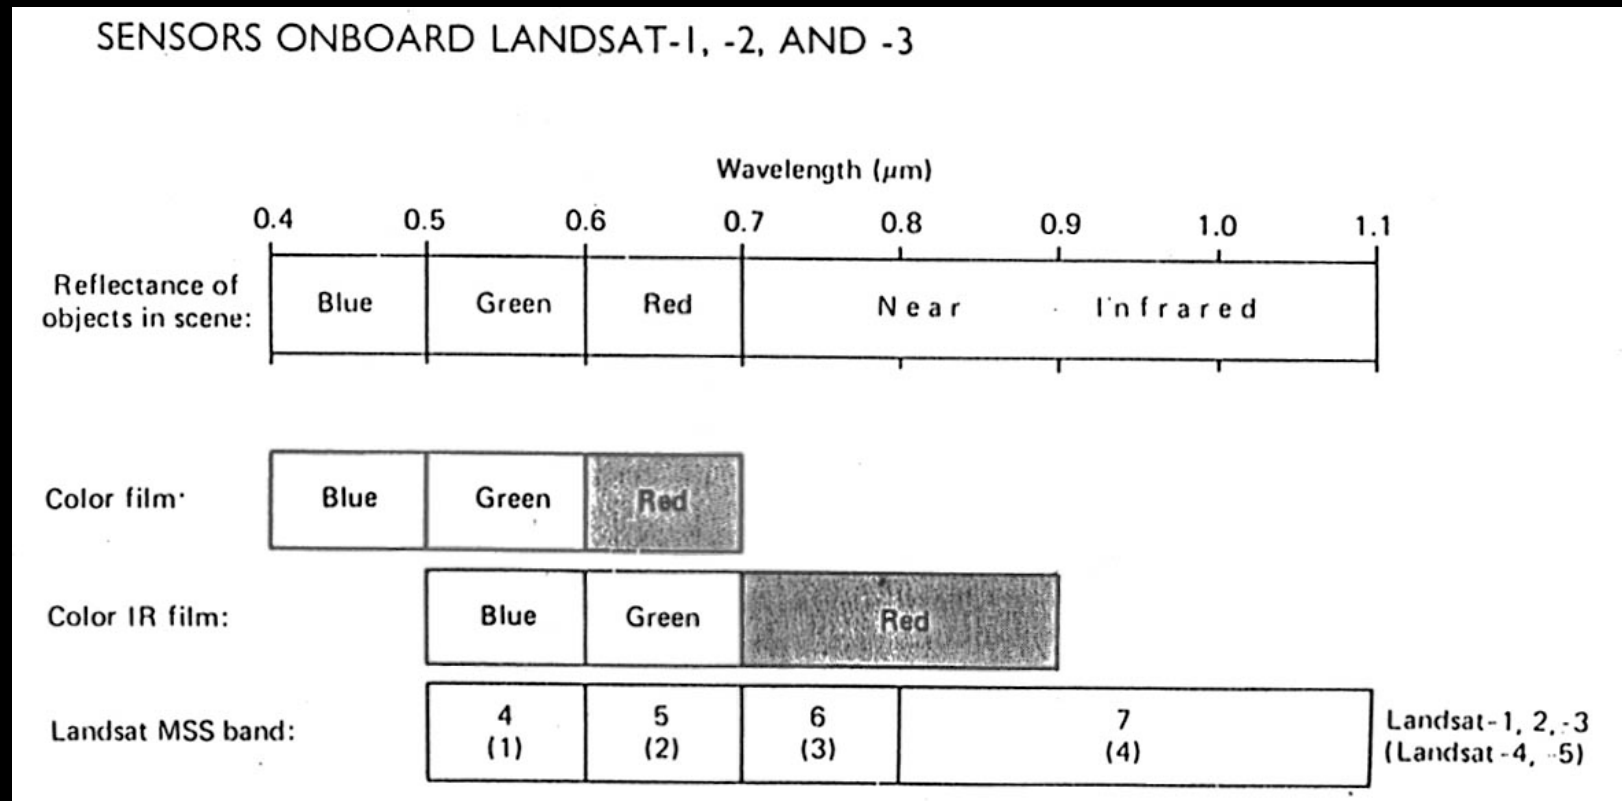 SENSORS ONBOARD LANDSAT-1, -2, AND -3
Wavelength (μm)
0.4 0.5 0.6 0.7 0.8 0.9 1.0 1.1
Reflectance of
objects in scene:
Blue Green Red Near Infrared
Color film:
Blue Green Red
Color IR film:
Blue Green Red
Landsat MSS band:
4 5 6 7
(1) (2) (3) (4)
Landsat-1, 2, -3
(Landsat-4, -5)